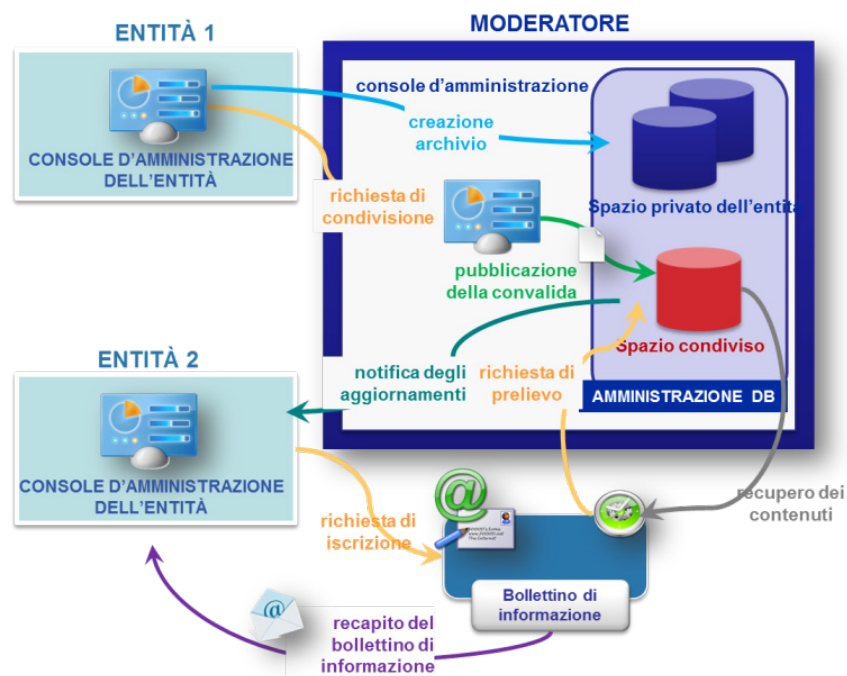 MODERATORE
ENTITÀ 1
console d'amministrazione
creazione
archivio
CONSOLE D'AMMINISTRAZIONE
DELL'ENTITÀ
richiesta di
condivisione
Spazio privato dell'entità
pubblicazione
della convalida
Spazio condiviso
ENTITÀ 2
notifica degli
aggiornamenti
richiesta di
prelievo
AMMINISTRAZIONE DB
CONSOLE D'AMMINISTRAZIONE
DELL'ENTITÀ
richiesta di
iscrizione
recupero dei
contenuti
Bollettino di
informazione
recapito del
bollettino di
informazione